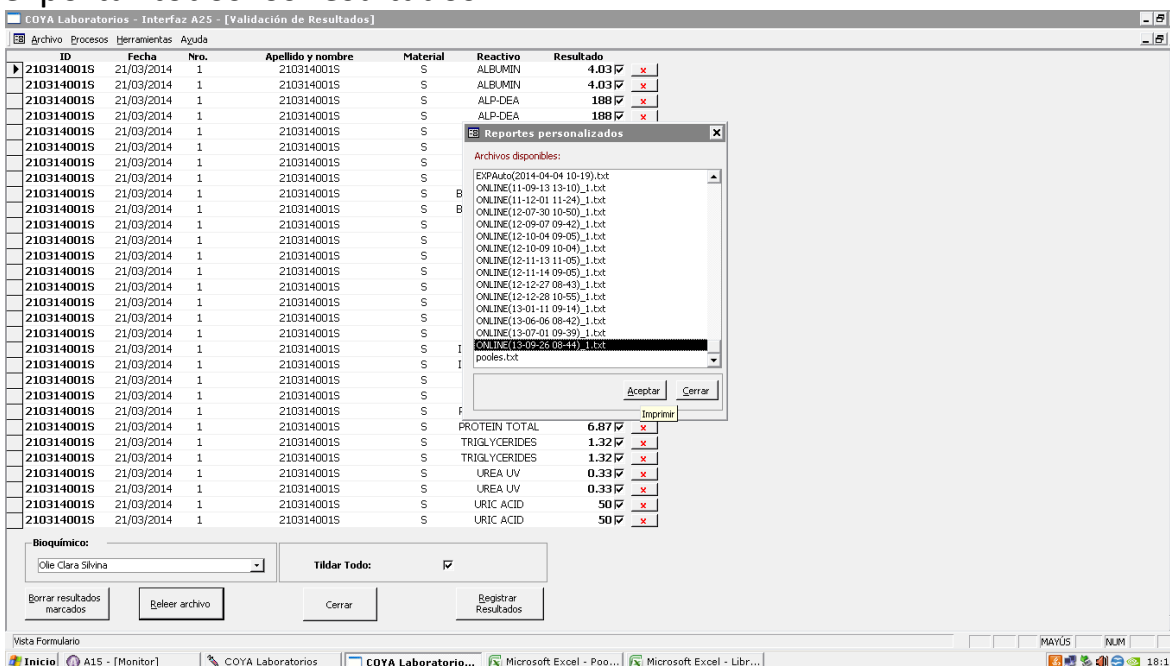 COYA Laboratorios - Interfaz A25 - [Validación de Resultados]
Archivo Procesos Herramientas Ayuda
ID Fecha Nro. Apellido y nombre Material Reactivo Resultado
210314001S 21/03/2014 1 210314001S S ALBUMIN 4.03 x
210314001S 21/03/2014 1 210314001S S ALBUMIN 4.03 x
210314001S 21/03/2014 1 210314001S S ALP-DEA 188 x
210314001S 21/03/2014 1 210314001S S ALP-DEA 188 x
210314001S 21/03/2014 1 210314001S S
210314001S 21/03/2014 1 210314001S S
210314001S 21/03/2014 1 210314001S S
210314001S 21/03/2014 1 210314001S S
210314001S 21/03/2014 1 210314001S S B
210314001S 21/03/2014 1 210314001S S B
210314001S 21/03/2014 1 210314001S S
210314001S 21/03/2014 1 210314001S S
210314001S 21/03/2014 1 210314001S S
210314001S 21/03/2014 1 210314001S S
210314001S 21/03/2014 1 210314001S S
210314001S 21/03/2014 1 210314001S S
210314001S 21/03/2014 1 210314001S S
210314001S 21/03/2014 1 210314001S S
210314001S 21/03/2014 1 210314001S S I
210314001S 21/03/2014 1 210314001S S I
210314001S 21/03/2014 1 210314001S S
210314001S 21/03/2014 1 210314001S S
210314001S 21/03/2014 1 210314001S S
210314001S 21/03/2014 1 210314001S S PROTEIN TOTAL 6.87 x
210314001S 21/03/2014 1 210314001S S TRIGLYCERIDES 1.32 x
210314001S 21/03/2014 1 210314001S S TRIGLYCERIDES 1.32 x
210314001S 21/03/2014 1 210314001S S UREA UV 0.33 x
210314001S 21/03/2014 1 210314001S S UREA UV 0.33 x
210314001S 21/03/2014 1 210314001S S URIC ACID 50 x
210314001S 21/03/2014 1 210314001S S URIC ACID 50 x
Reportes personalizados
Archivos disponibles:
EXPAuto(2014-04-04 10-19).txt
ONLINE(11-09-13 13-10)_1.txt
ONLINE(11-12-01 11-24)_1.txt
ONLINE(12-07-30 10-50)_1.txt
ONLINE(12-09-07 09-42)_1.txt
ONLINE(12-10-04 09-05)_1.txt
ONLINE(12-10-09 10-04)_1.txt
ONLINE(12-11-13 11-05)_1.txt
ONLINE(12-11-14 09-05)_1.txt
ONLINE(12-12-27 08-43)_1.txt
ONLINE(12-12-28 10-55)_1.txt
ONLINE(13-01-11 09-14)_1.txt
ONLINE(13-06-06 08-42)_1.txt
ONLINE(13-07-01 09-39)_1.txt
ONLINE(13-09-26 08-44)_1.txt
pooles.txt
Aceptar Cerrar
Imprimir
Bioquímico:
Olie Clara Silvina
Tildar Todo:
Borrar resultados marcados
Releer archivo
Cerrar
Registrar Resultados
Vista Formulario MAYÚS NUM
Inicio A15 - [Monitor] COYA Laboratorios COYA Laboratorio... Microsoft Excel - Poo... Microsoft Excel - Libr...